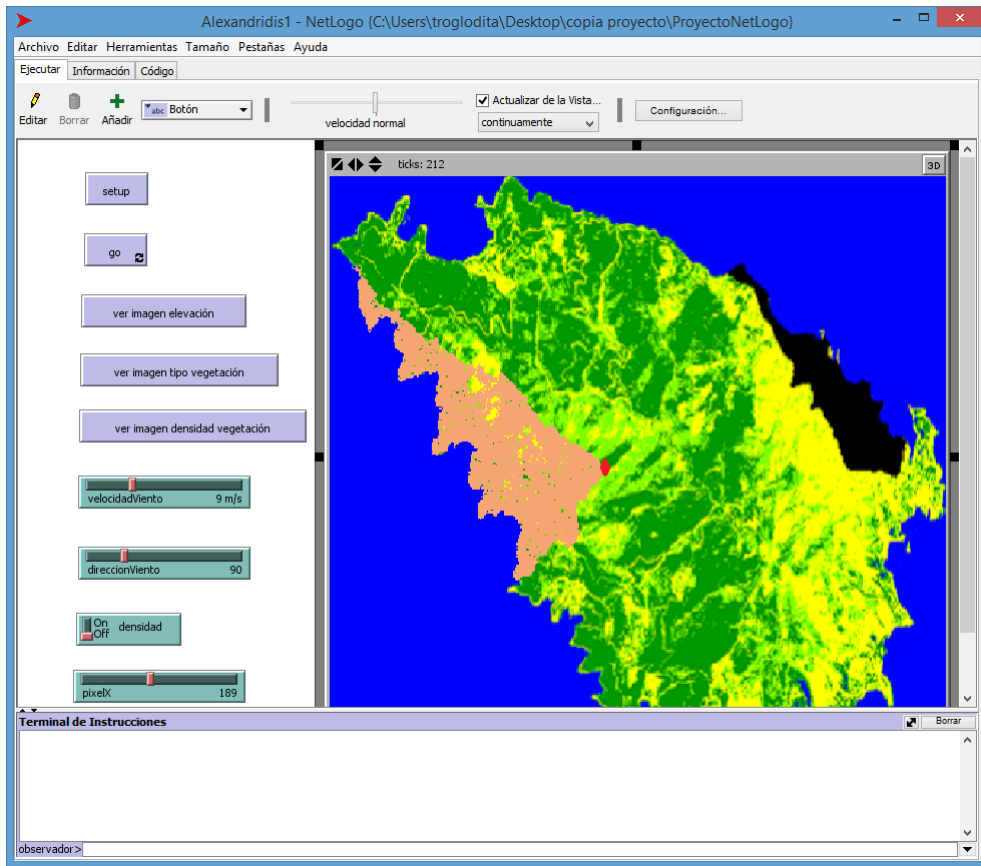 Alexandridis1 - NetLogo {C:\Users\troglodita\Desktop\copia proyecto\ProyectoNetLogo}
Archivo Editar Herramientas Tamaño Pestañas Ayuda
Ejecutar Información Código
Editar Borrar Añadir abc Botón velocidad normal Actualizar de la Vista... continuamente Configuración...
ticks: 212 3D
setup
go
ver imagen elevación
ver imagen tipo vegetación
ver imagen densidad vegetación
velocidadViento 9 m/s
direccionViento 90
On
Off densidad
pixelX 189
Terminal de Instrucciones Borrar
observador>